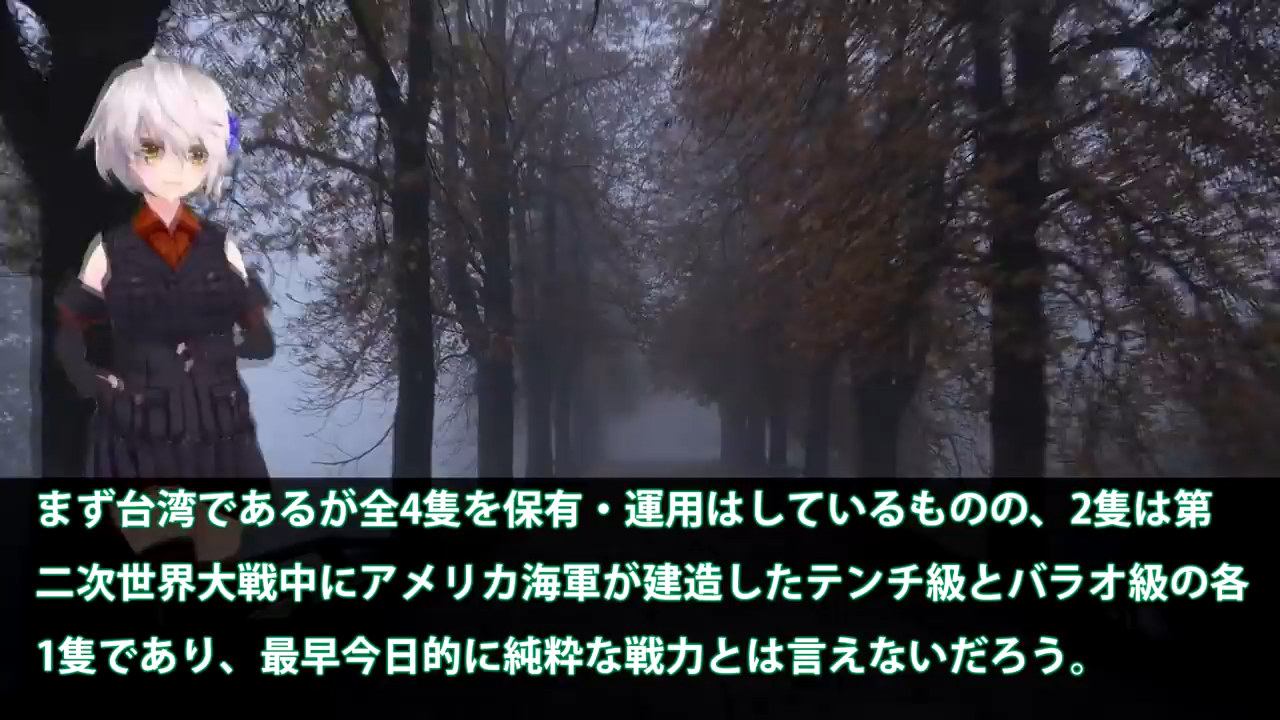 まず台湾であるが全4隻を保有・運用はしているものの、2隻は第
二次世界大戦中にアメリカ海軍が建造したテンチ級とバラオ級の各
1隻であり、最早今日的に純粋な戦力とは言えないだろう。